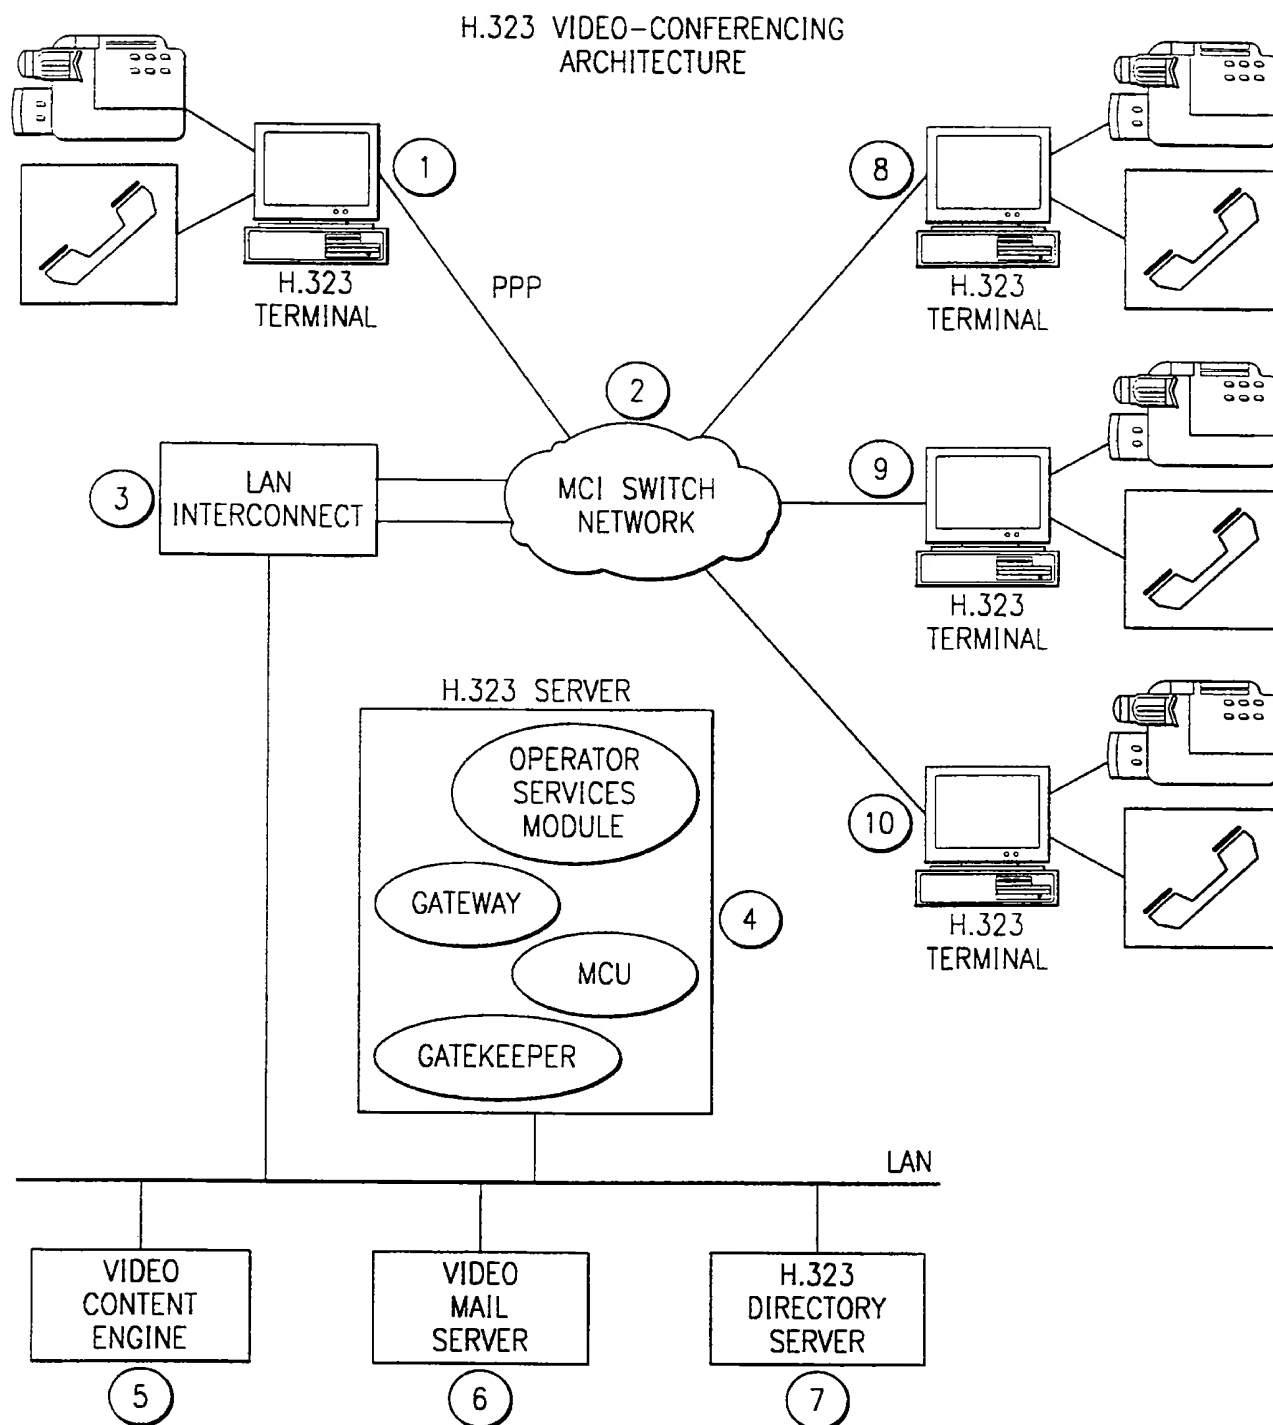 H.323 VIDEO-CONFERENCING
ARCHITECTURE
1
H.323
TERMINAL
PPP
8
H.323
TERMINAL
2
MCI SWITCH
NETWORK
3
LAN
INTERCONNECT
9
H.323
TERMINAL
H.323 SERVER
OPERATOR
SERVICES
MODULE
GATEWAY
MCU
GATEKEEPER
4
10
H.323
TERMINAL
LAN
VIDEO
CONTENT
ENGINE
5
VIDEO
MAIL
SERVER
6
H.323
DIRECTORY
SERVER
7